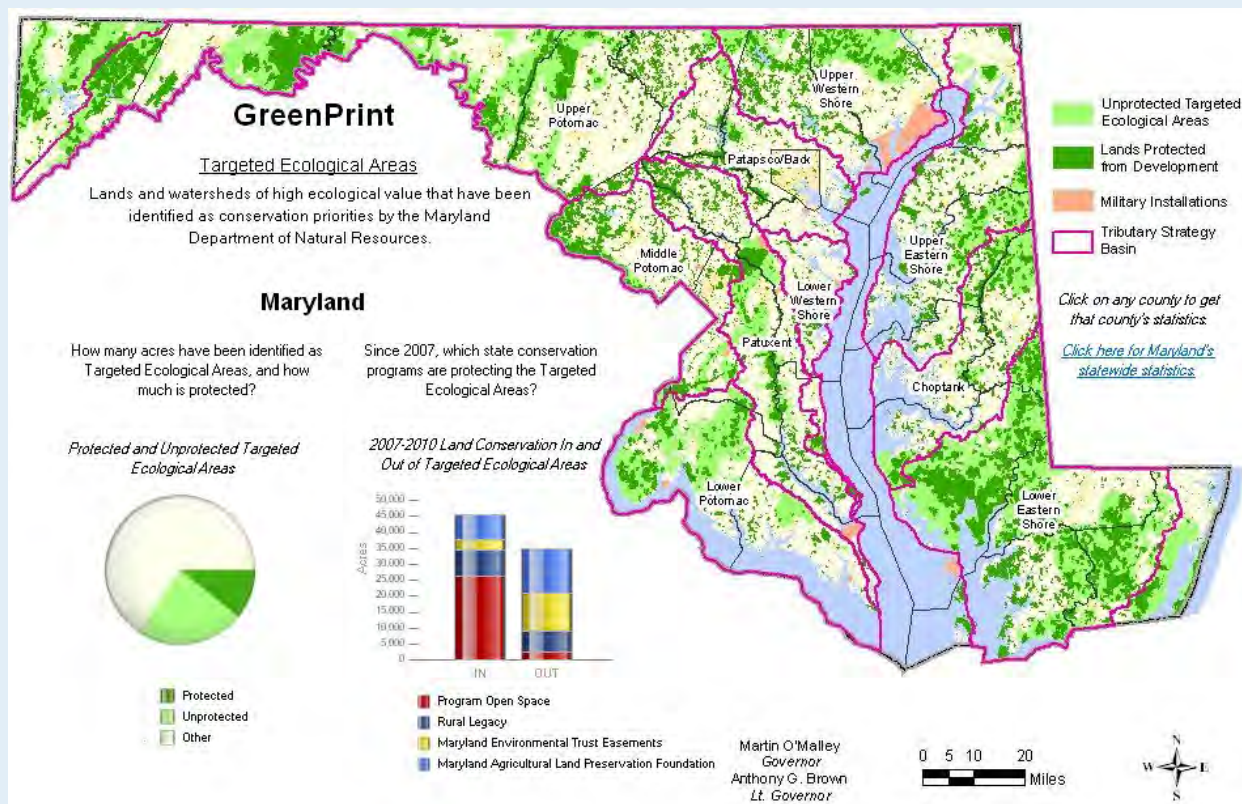 GreenPrint
Targeted Ecological Areas
Lands and watersheds of high ecological value that have been
identified as conservation priorities by the Maryland
Department of Natural Resources.
Maryland
How many acres have been identified as
Targeted Ecological Areas, and how
much is protected?
Protected and Unprotected Targeted
Ecological Areas
Protected
Unprotected
Other
Since 2007, which state conservation
programs are protecting the Targeted
Ecological Areas?
2007-2010 Land Conservation In and
Out of Targeted Ecological Areas
Acres
50,000
45,000
40,000
35,000
30,000
25,000
20,000
15,000
10,000
5,000
0
IN
OUT
Program Open Space
Rural Legacy
Maryland Environmental Trust Easements
Maryland Agricultural Land Preservation Foundation
Upper
Potomac
Upper
Western
Shore
Patapsco/Back
Middle
Potomac
Lower
Western
Shore
Upper
Eastern
Shore
Patuxent
Choptank
Lower
Potomac
Lower
Eastern
Shore
Unprotected Targeted
Ecological Areas
Lands Protected
from Development
Military Installations
Tributary Strategy
Basin
Click on any county to get
that county's statistics.
Click here for Maryland's
statewide statistics.
Martin O'Malley
Governor
Anthony G. Brown
Lt. Governor
0 5 10 20
Miles
N
W E
S